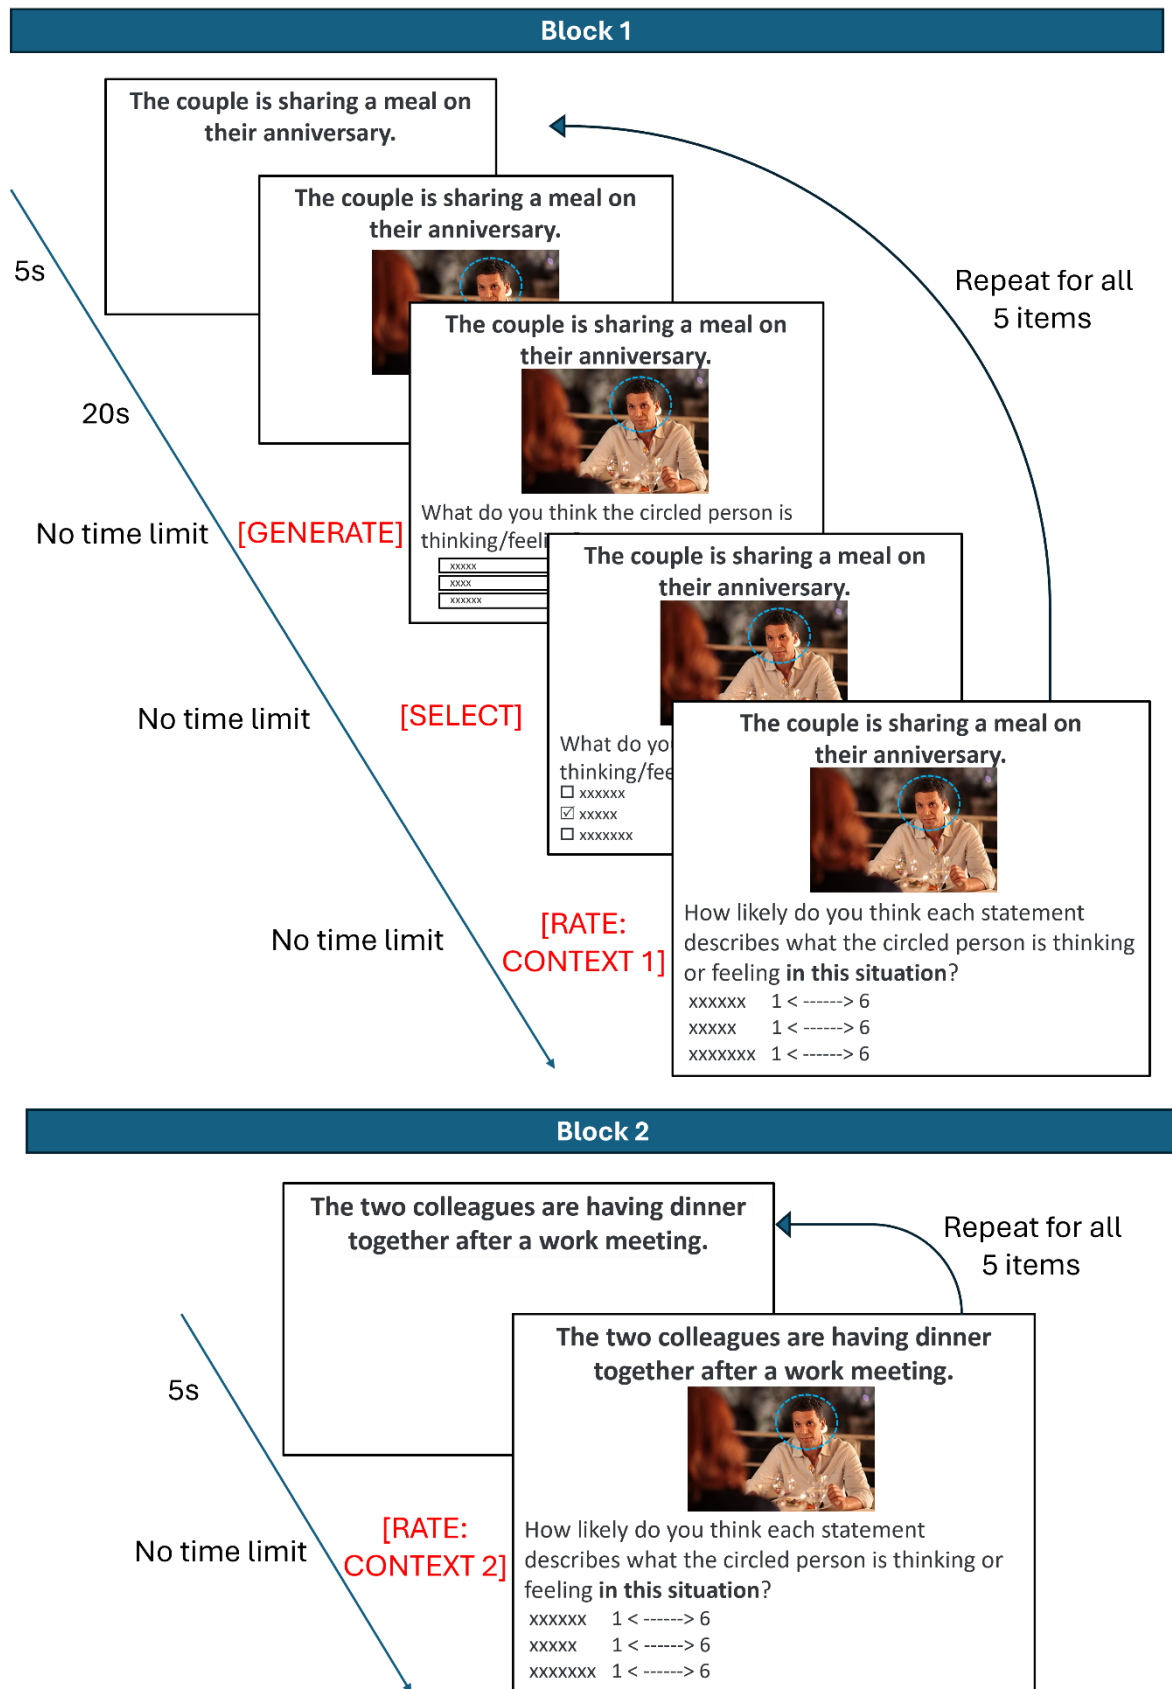 Block 1
The couple is sharing a meal on
their anniversary.
The couple is sharing a meal on
their anniversary.
5s
The couple is sharing a meal on
their anniversary.
Repeat for all
5 items
20s
What do you think the circled person is
No time limit
[GENERATE]
xxxxx
xxxx
xxxxxx
The couple is sharing a meal on
their anniversary.
No time limit
[SELECT]
What do
xxxxxx
xxxxx
xxxxxxx
The couple is sharing a meal on
their anniversary.
No time limit
[RATE:
CONTEXT 1]
How likely do you think each statement
describes what the circled person is thinking
or feeling in this situation?
xxxxxx 1 < ------> 6
xxxxx 1 < ------> 6
xxxxxxx 1 < ------> 6
Block 2
The two colleagues are having dinner
together after a work meeting.
Repeat for all
5 items
The two colleagues are having dinner
together after a work meeting.
5s
No time limit
[RATE:
CONTEXT 2]
How likely do you think each statement
describes what the circled person is thinking or
feeling in this situation?
xxxxxx 1 < ------> 6
xxxxx 1 < ------> 6
xxxxxxx 1 < ------> 6